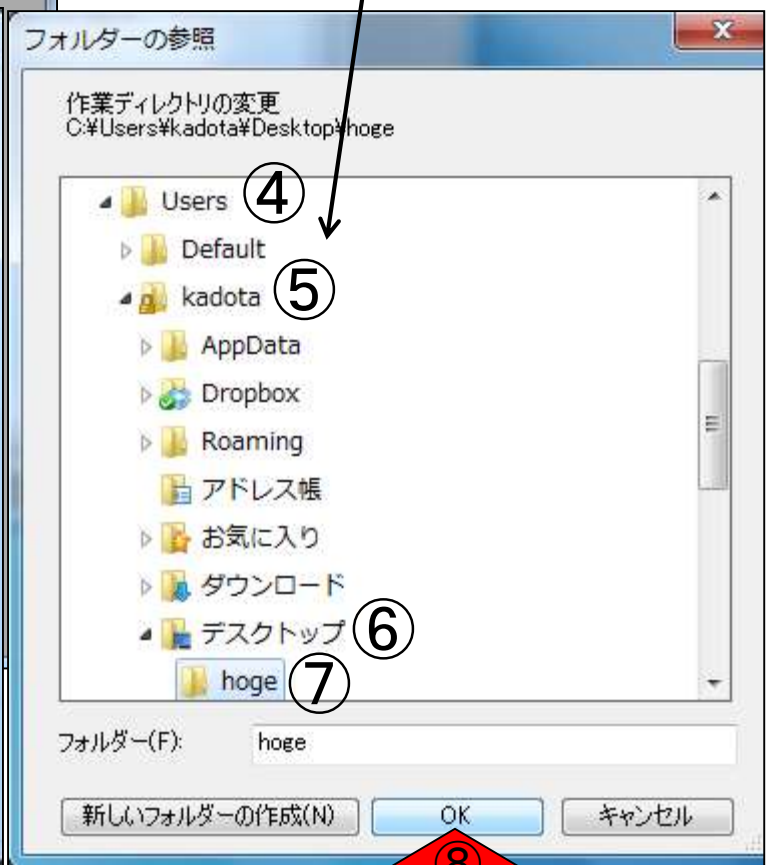 フォルダーの参照
作業ディレクトリの変更
C:¥Users¥kadota¥Desktop¥hoge
Users ④
Default
kadota ⑤
AppData
Dropbox
Roaming
アドレス帳
お気に入り
ダウンロード
デスクトップ ⑥
hoge ⑦
フォルダー(F): hoge
新しいフォルダーの作成(N) OK キャンセル
⑧